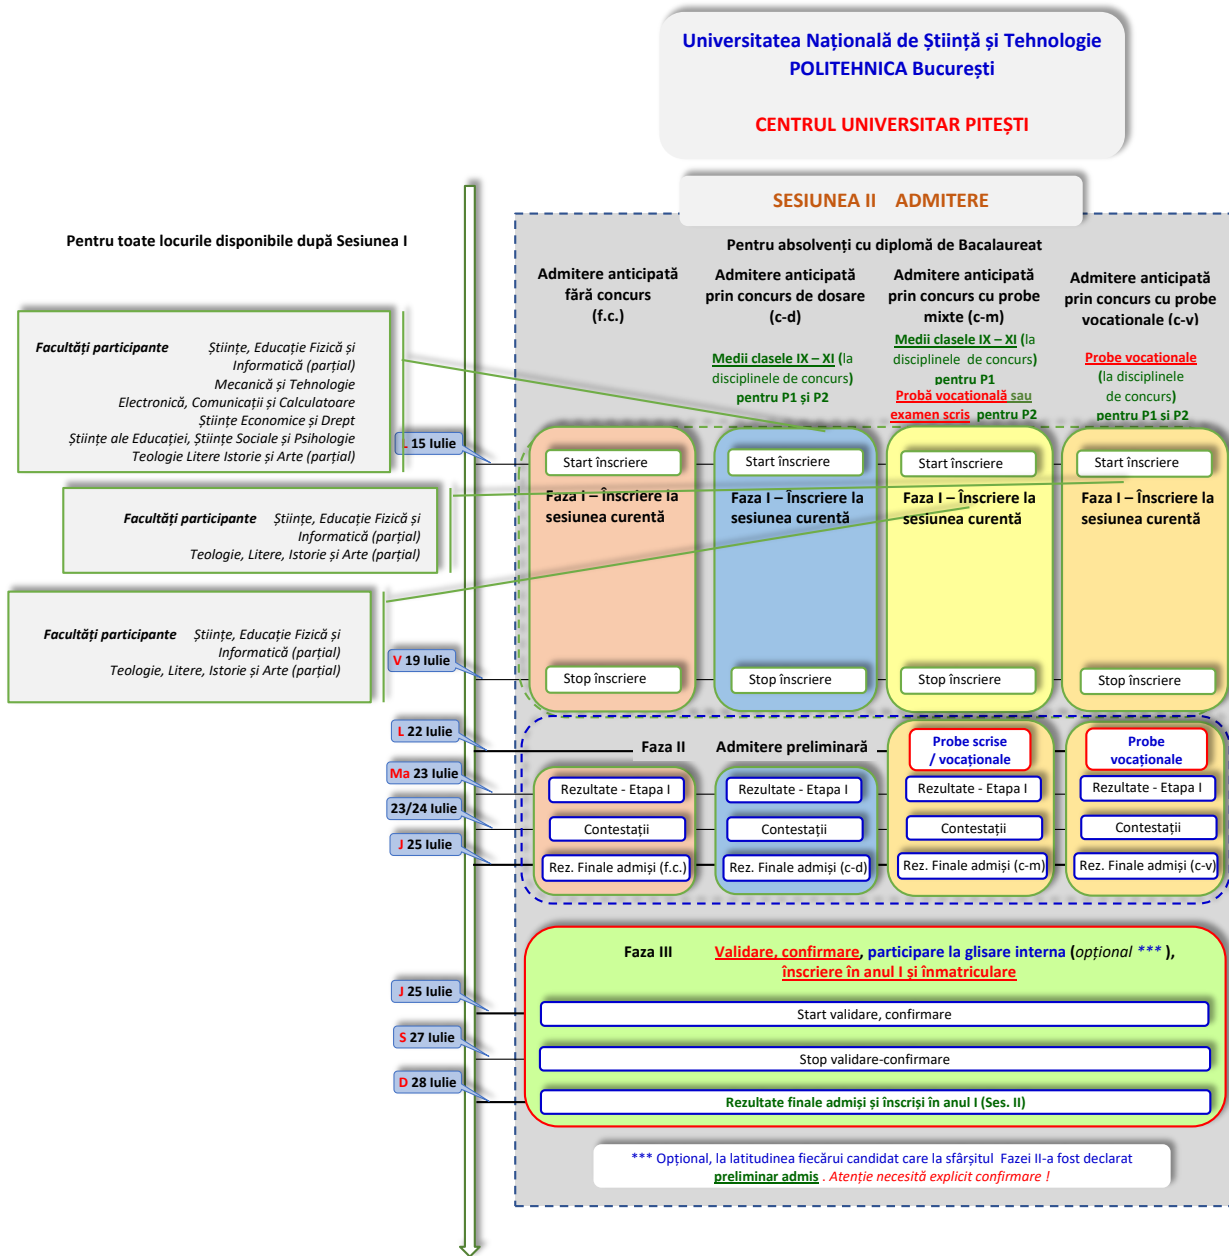 Universitatea Națională de Știință și Tehnologie
POLITEHNICA București
CENTRUL UNIVERSITAR PITEȘTI
SESIUNEA II ADMITERE
Pentru toate locurile disponibile după Sesiunea I
Pentru absolvenți cu diplomă de Bacalaureat
Admitere anticipată
fără concurs
(f.c.)
Admitere anticipată
prin concurs de dosare
(c-d)
Medii clasele IX – XI (la
disciplinele de concurs)
pentru P1 și P2
Admitere anticipată
prin concurs cu probe
mixte (c-m)
Medii clasele IX – XI (la
disciplinele de concurs)
pentru P1
Probă vocațională sau
examen scris pentru P2
Admitere anticipată
prin concurs cu probe
vocaționale (c-v)
Probe vocaționale
(la disciplinele
de concurs)
pentru P1 și P2
Facultăți participante Științe, Educație Fizică și
Informatică (parțial)
Mecanică și Tehnologie
Electronică, Comunicații și Calculatoare
Științe Economice și Drept
Științe ale Educației, Științe Sociale și Psihologie
Teologie Litere Istorie și Arte (parțial)
L 15 Iulie
Start înscriere
Start înscriere
Start înscriere
Start înscriere
Faza I – Înscriere la
sesiunea curentă
Faza I – Înscriere la
sesiunea curentă
Faza I – Înscriere la
sesiunea curentă
Faza I – Înscriere la
sesiunea curentă
Facultăți participante Științe, Educație Fizică și
Informatică (parțial)
Teologie, Litere, Istorie și Arte (parțial)
Facultăți participante Științe, Educație Fizică și
Informatică (parțial)
Teologie, Litere, Istorie și Arte (parțial)
V 19 Iulie
Stop înscriere
Stop înscriere
Stop înscriere
Stop înscriere
L 22 Iulie
Faza II Admitere preliminară
Probe scrise
/ vocaționale
Probe
vocaționale
Ma 23 Iulie
Rezultate - Etapa I
Rezultate - Etapa I
Rezultate - Etapa I
Rezultate - Etapa I
23/24 Iulie
Contestații
Contestații
Contestații
Contestații
J 25 Iulie
Rez. Finale admiși (f.c.)
Rez. Finale admiși (c-d)
Rez. Finale admiși (c-m)
Rez. Finale admiși (c-v)
Faza III Validare, confirmare, participare la glisare interna (opțional *** ),
înscriere în anul I și înmatriculare
J 25 Iulie
Start validare, confirmare
S 27 Iulie
Stop validare-confirmare
D 28 Iulie
Rezultate finale admiși și înscriși în anul I (Ses. II)
*** Opțional, la latitudinea fiecărui candidat care la sfârșitul Fazei II-a fost declarat
preliminar admis . Atenție necesită explicit confirmare !